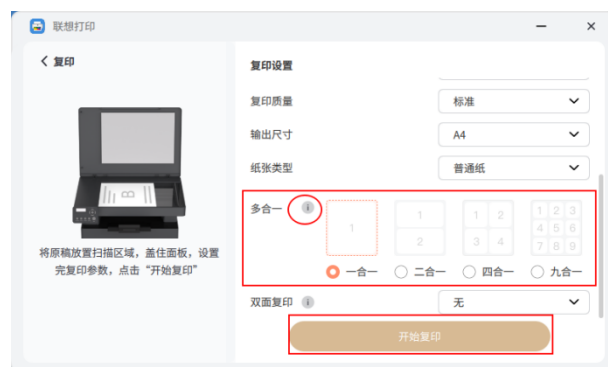 联想打印
复印
复印设置
复印质量 标准
输出尺寸 A4
纸张类型 普通纸
多合一 i
1
1
2
1 2
3 4
1 2 3
4 5 6
7 8 9
一合一 二合一 四合一 九合一
将原稿放置扫描区域，盖住面板，设置
完复印参数，点击“开始复印”
双面复印 i 无
开始复印